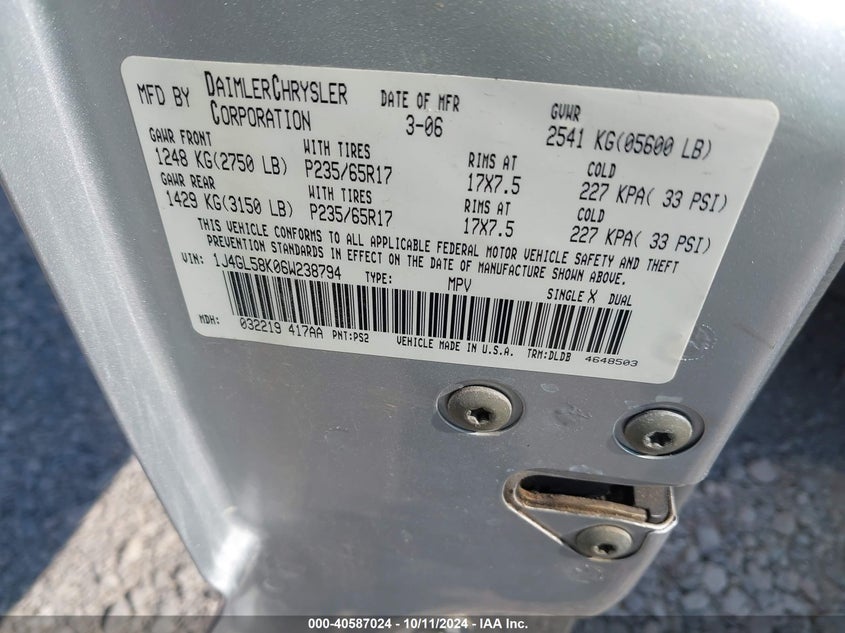 MFD BY DAIMLERCHRYSLER CORPORATION
DATE OF MFR 3-06
GVWR 2541 KG(05600 LB)
GAWR FRONT WITH TIRES RIMS AT COLD
1248 KG(2750 LB) P235/65R17 17X7.5 227 KPA( 33 PSI)
GAWR REAR WITH TIRES RIMS AT COLD
1429 KG(3150 LB) P235/65R17 17X7.5 227 KPA( 33 PSI)
THIS VEHICLE CONFORMS TO ALL APPLICABLE FEDERAL MOTOR VEHICLE SAFETY AND THEFT
PREVENTION STANDARDS IN EFFECT ON THE DATE OF MANUFACTURE SHOWN ABOVE.
VIN: 1J4GL58K06W238794 TYPE: MPV SINGLE X DUAL
MDH: 032219 417AA PNT:PS2 VEHICLE MADE IN U.S.A. TRM:DLDB 4648503
000-40587024 - 10/11/2024 - IAA Inc.